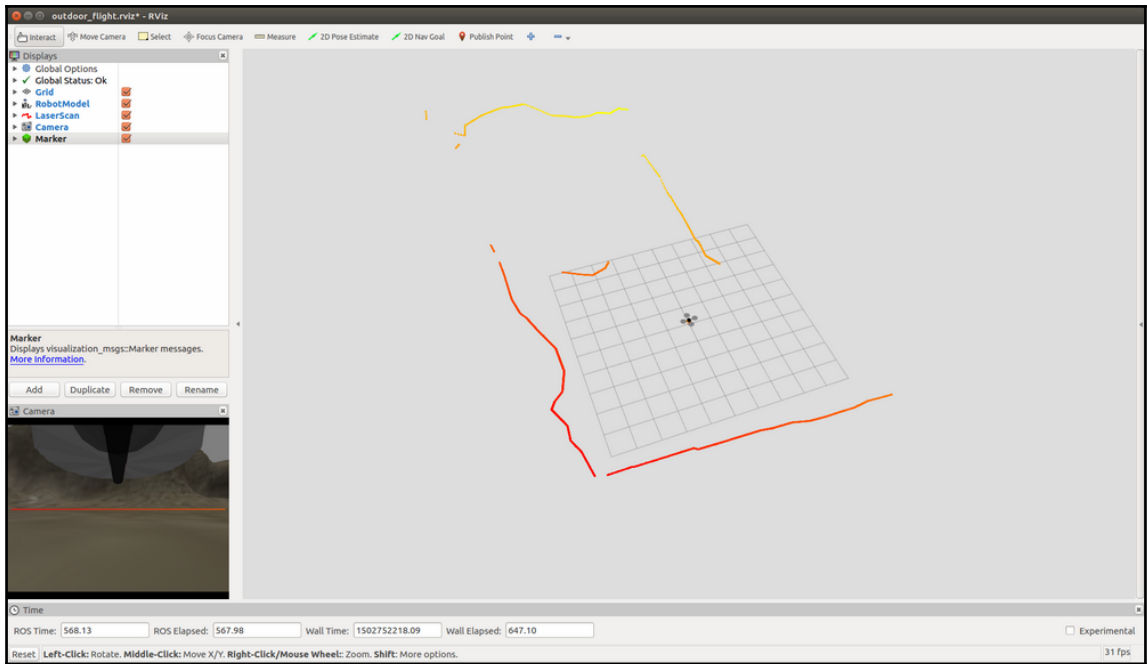 outdoor_flight.rviz* - RViz
Interact Move Camera Select Focus Camera Measure 2D Pose Estimate 2D Nav Goal Publish Point
Displays
Global Options
Global Status: Ok
Grid
RobotModel
LaserScan
Camera
Marker
Marker
Displays visualization_msgs::Marker messages.
More Information.
Add Duplicate Remove Rename
Camera
Time
ROS Time: 568.13 ROS Elapsed: 567.98 Wall Time: 1502752218.09 Wall Elapsed: 647.10 Experimental
Reset Left-Click: Rotate. Middle-Click: Move X/Y. Right-Click/Mouse Wheel:: Zoom. Shift: More options. 31 fps